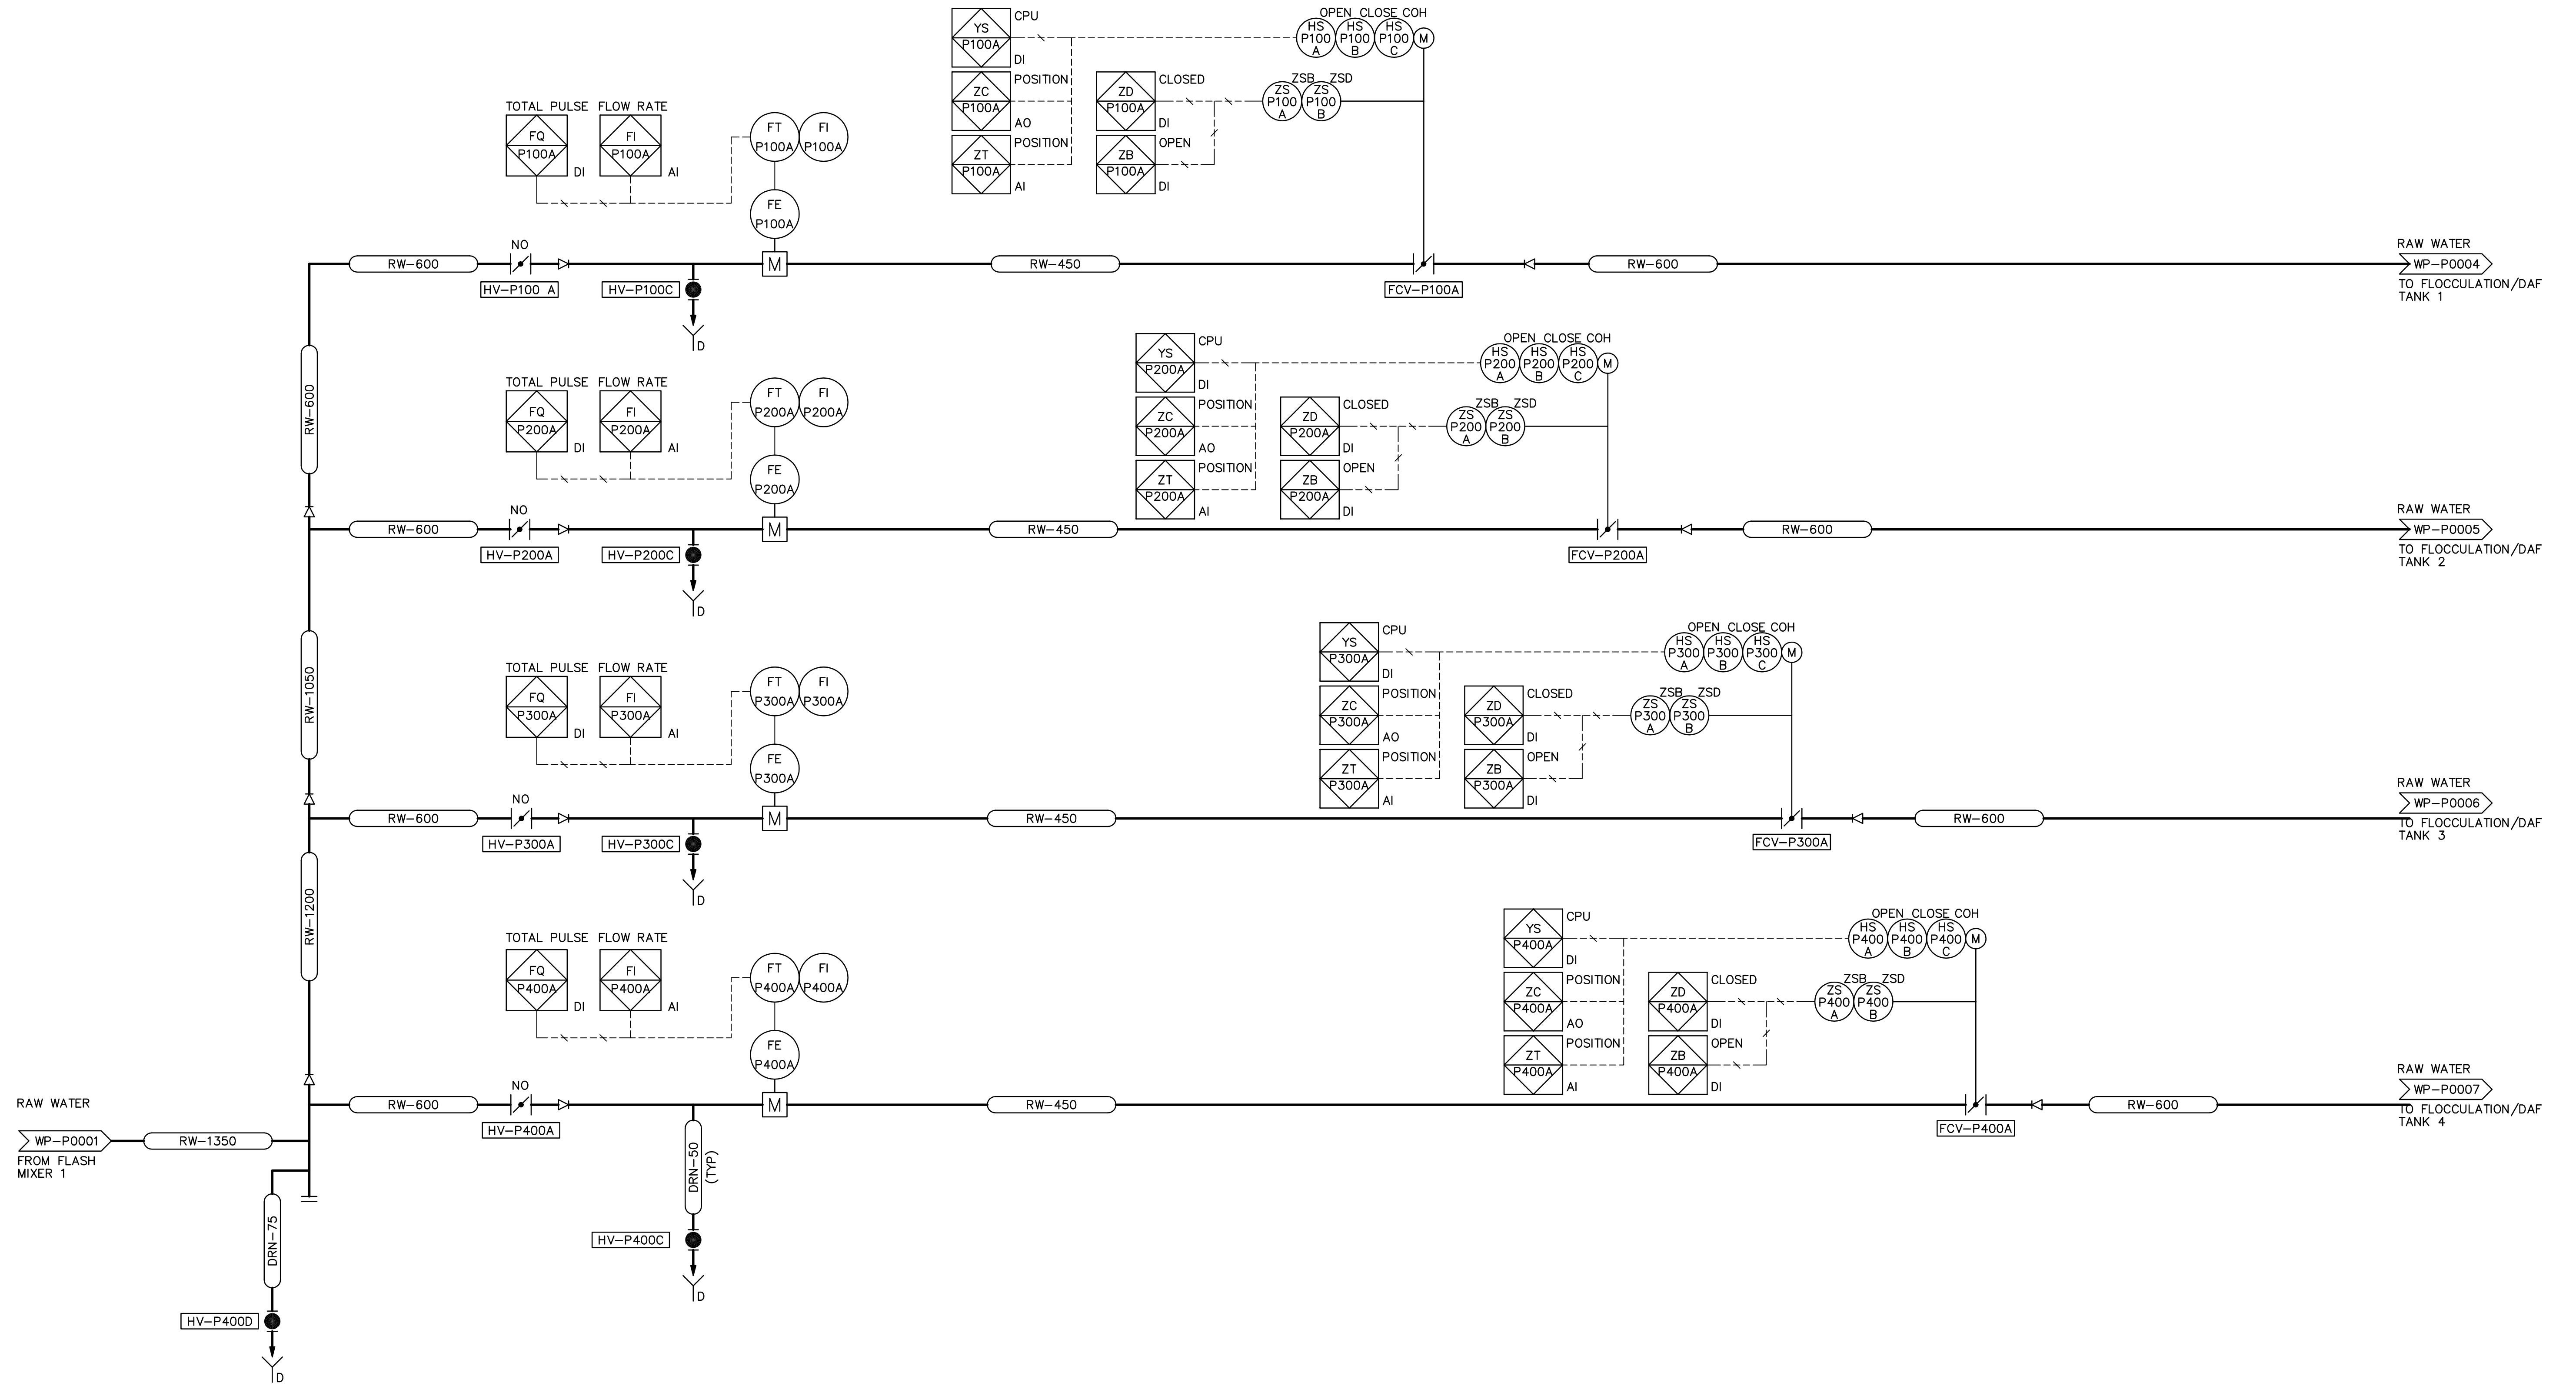 OPEN CLOSE COH
CPU
YS
P100A
DI
HS
P100
A
HS
P100
B
HS
P100
C
M
POSITION
ZC
P100A
AO
CLOSED
ZD
P100A
DI
ZSB ZSD
ZS
P100
A
ZS
P100
B
POSITION
ZT
P100A
AI
OPEN
ZB
P100A
DI
TOTAL PULSE FLOW RATE
FQ
P100A
DI
FI
P100A
AI
FT
P100A
FI
P100A
FE
P100A
NO
RW-600
HV-P100 A
HV-P100C
D
M
RW-450
FCV-P100A
RW-600
RAW WATER
WP-P0004
TO FLOCCULATION/DAF
TANK 1
RW-600
OPEN CLOSE COH
CPU
YS
P200A
DI
HS
P200
A
HS
P200
B
HS
P200
C
M
POSITION
ZC
P200A
AO
CLOSED
ZD
P200A
DI
ZSB ZSD
ZS
P200
A
ZS
P200
B
POSITION
ZT
P200A
AI
OPEN
ZB
P200A
DI
TOTAL PULSE FLOW RATE
FQ
P200A
DI
FI
P200A
AI
FT
P200A
FI
P200A
FE
P200A
NO
RW-600
HV-P200A
HV-P200C
D
M
RW-450
FCV-P200A
RW-600
RAW WATER
WP-P0005
TO FLOCCULATION/DAF
TANK 2
RW-1050
OPEN CLOSE COH
CPU
YS
P300A
DI
HS
P300
A
HS
P300
B
HS
P300
C
M
POSITION
ZC
P300A
AO
CLOSED
ZD
P300A
DI
ZSB ZSD
ZS
P300
A
ZS
P300
B
POSITION
ZT
P300A
AI
OPEN
ZB
P300A
DI
TOTAL PULSE FLOW RATE
FQ
P300A
DI
FI
P300A
AI
FT
P300A
FI
P300A
FE
P300A
NO
RW-600
HV-P300A
HV-P300C
D
M
RW-450
FCV-P300A
RW-600
RAW WATER
WP-P0006
TO FLOCCULATION/DAF
TANK 3
RW-1200
OPEN CLOSE COH
CPU
YS
P400A
DI
HS
P400
A
HS
P400
B
HS
P400
C
M
POSITION
ZC
P400A
AO
CLOSED
ZD
P400A
DI
ZSB ZSD
ZS
P400
A
ZS
P400
B
POSITION
ZT
P400A
AI
OPEN
ZB
P400A
DI
TOTAL PULSE FLOW RATE
FQ
P400A
DI
FI
P400A
AI
FT
P400A
FI
P400A
FE
P400A
NO
RW-600
HV-P400A
M
RW-450
FCV-P400A
RW-600
RAW WATER
WP-P0007
TO FLOCCULATION/DAF
TANK 4
RAW WATER
WP-P0001
RW-1350
FROM FLASH
MIXER 1
DRN-50
(TYP)
HV-P400C
D
DRN-75
HV-P400D
D